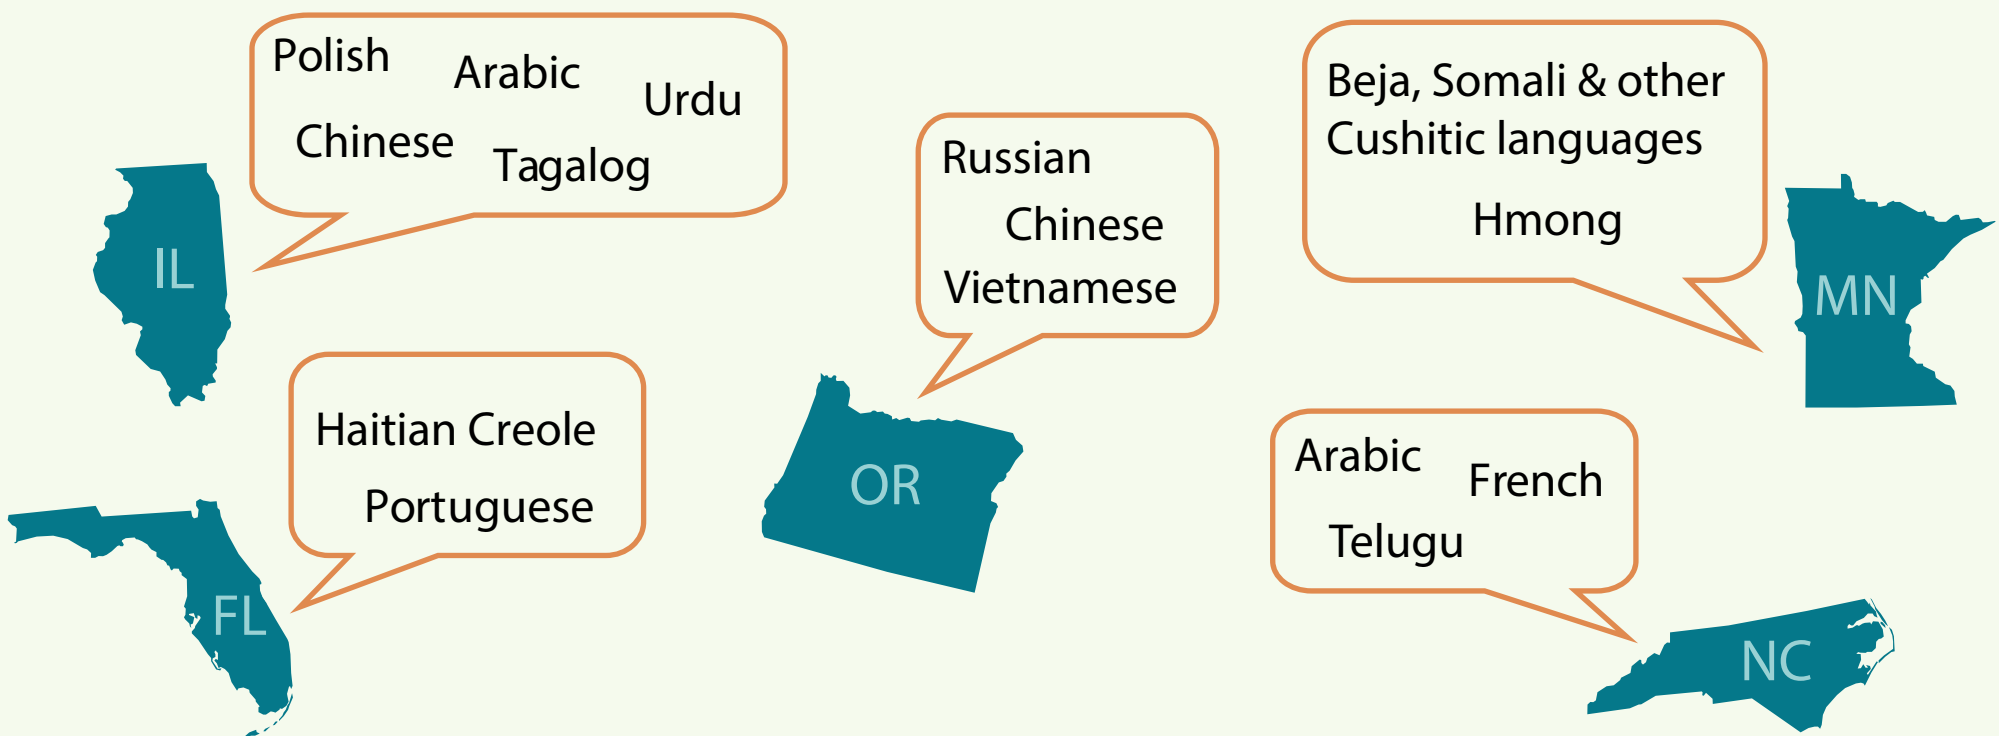 Polish
Arabic
Urdu
Chinese
Tagalog
IL
Haitian Creole
Portuguese
FL
Russian
Chinese
Vietnamese
OR
Beja, Somali & other
Cushitic languages
Hmong
MN
Arabic
French
Telugu
NC